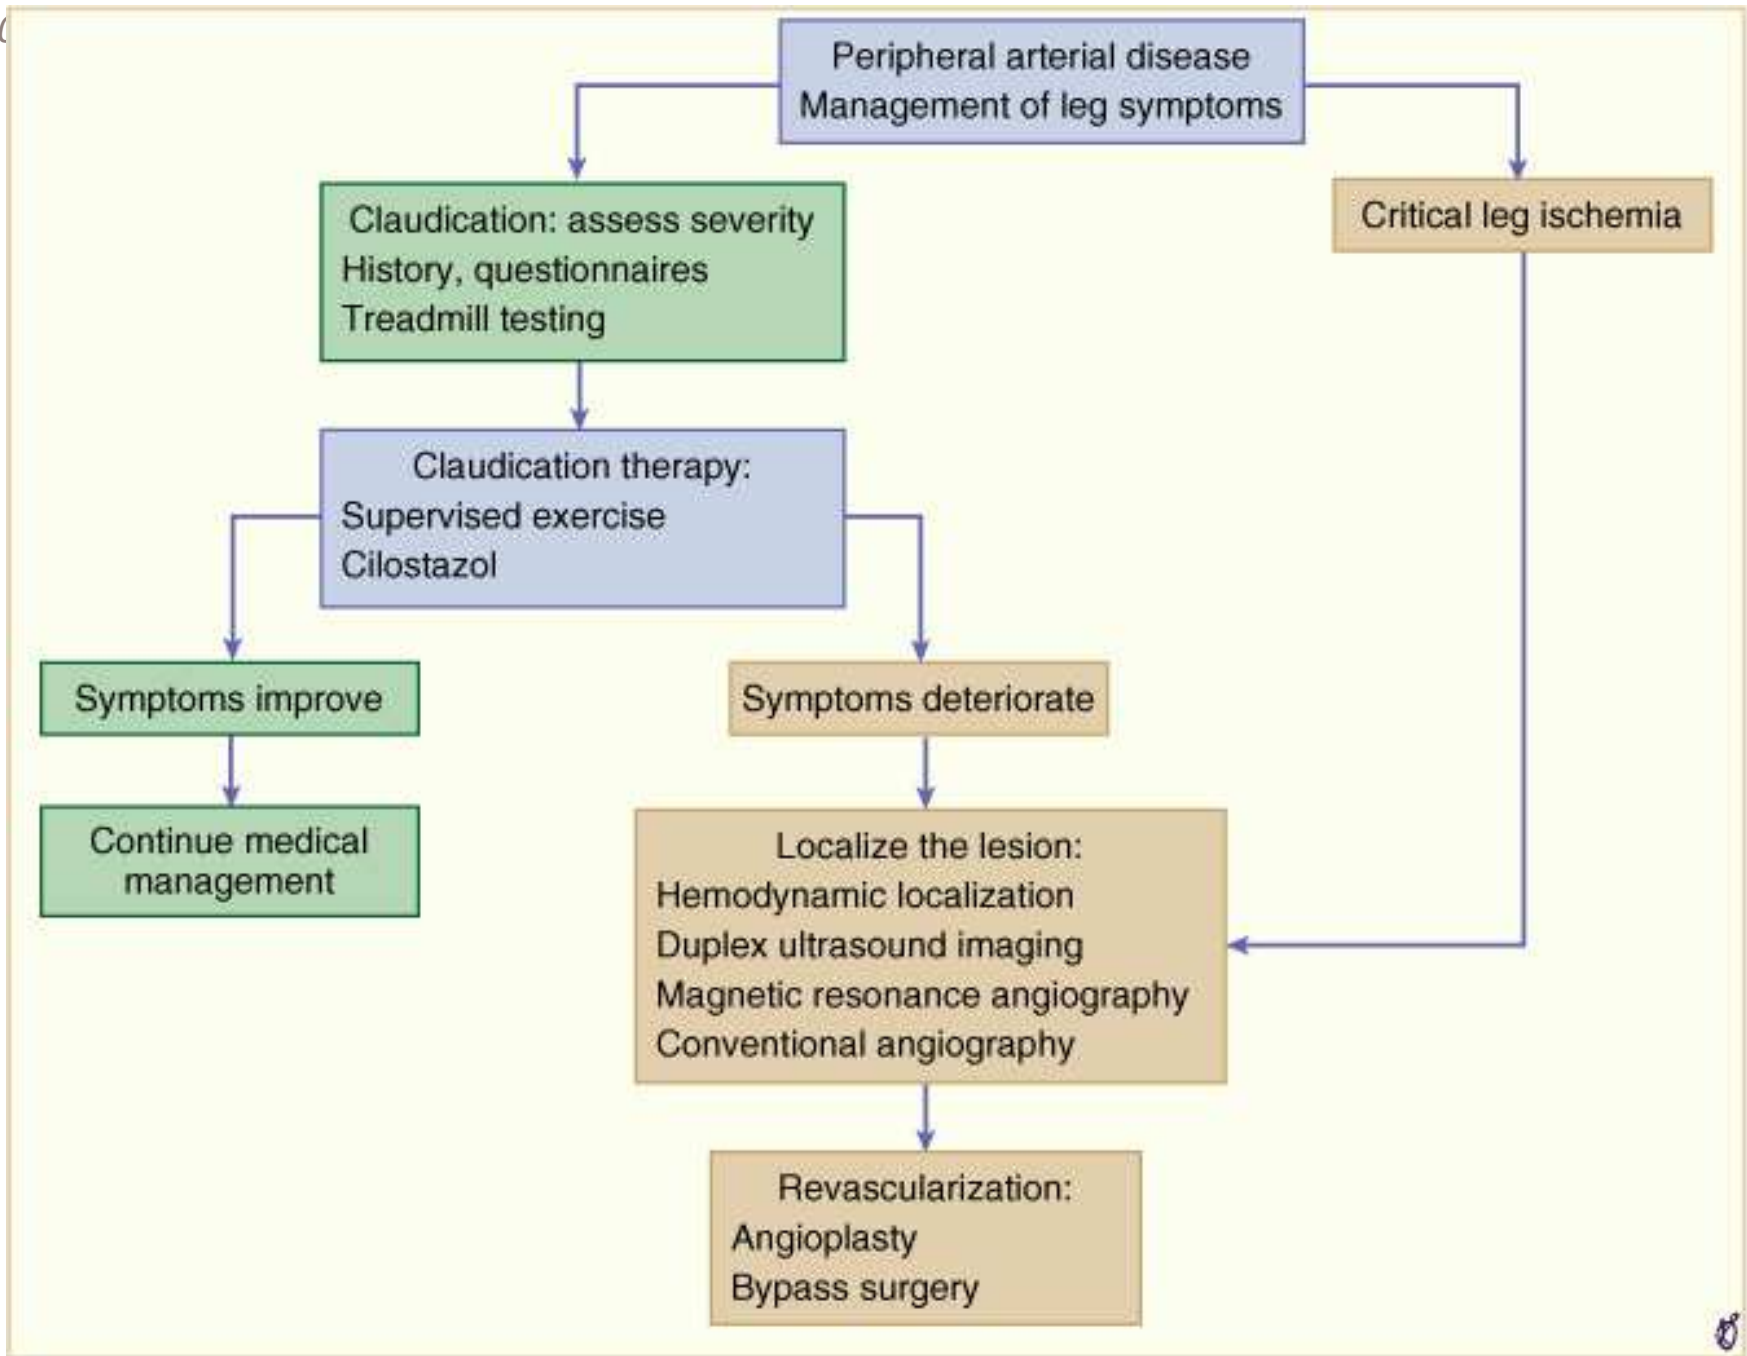 Peripheral arterial disease
Management of leg symptoms
Claudication: assess severity
History, questionnaires
Treadmill testing
Critical leg ischemia
Claudication therapy:
Supervised exercise
Cilostazol
Symptoms improve
Symptoms deteriorate
Continue medical
management
Localize the lesion:
Hemodynamic localization
Duplex ultrasound imaging
Magnetic resonance angiography
Conventional angiography
Revascularization:
Angioplasty
Bypass surgery